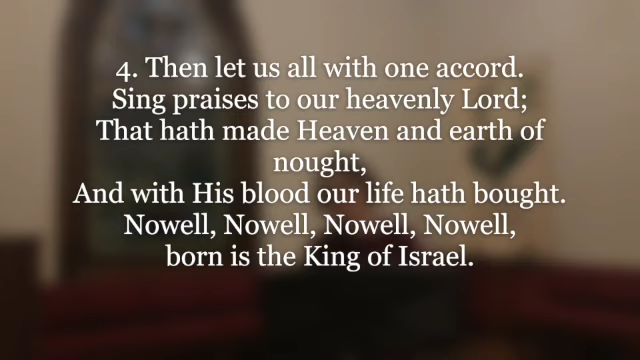 4. Then let us all with one accord.
Sing praises to our heavenly Lord;
That hath made Heaven and earth of
nought,
And with His blood our life hath bought.
Nowell, Nowell, Nowell, Nowell,
born is the King of Israel.